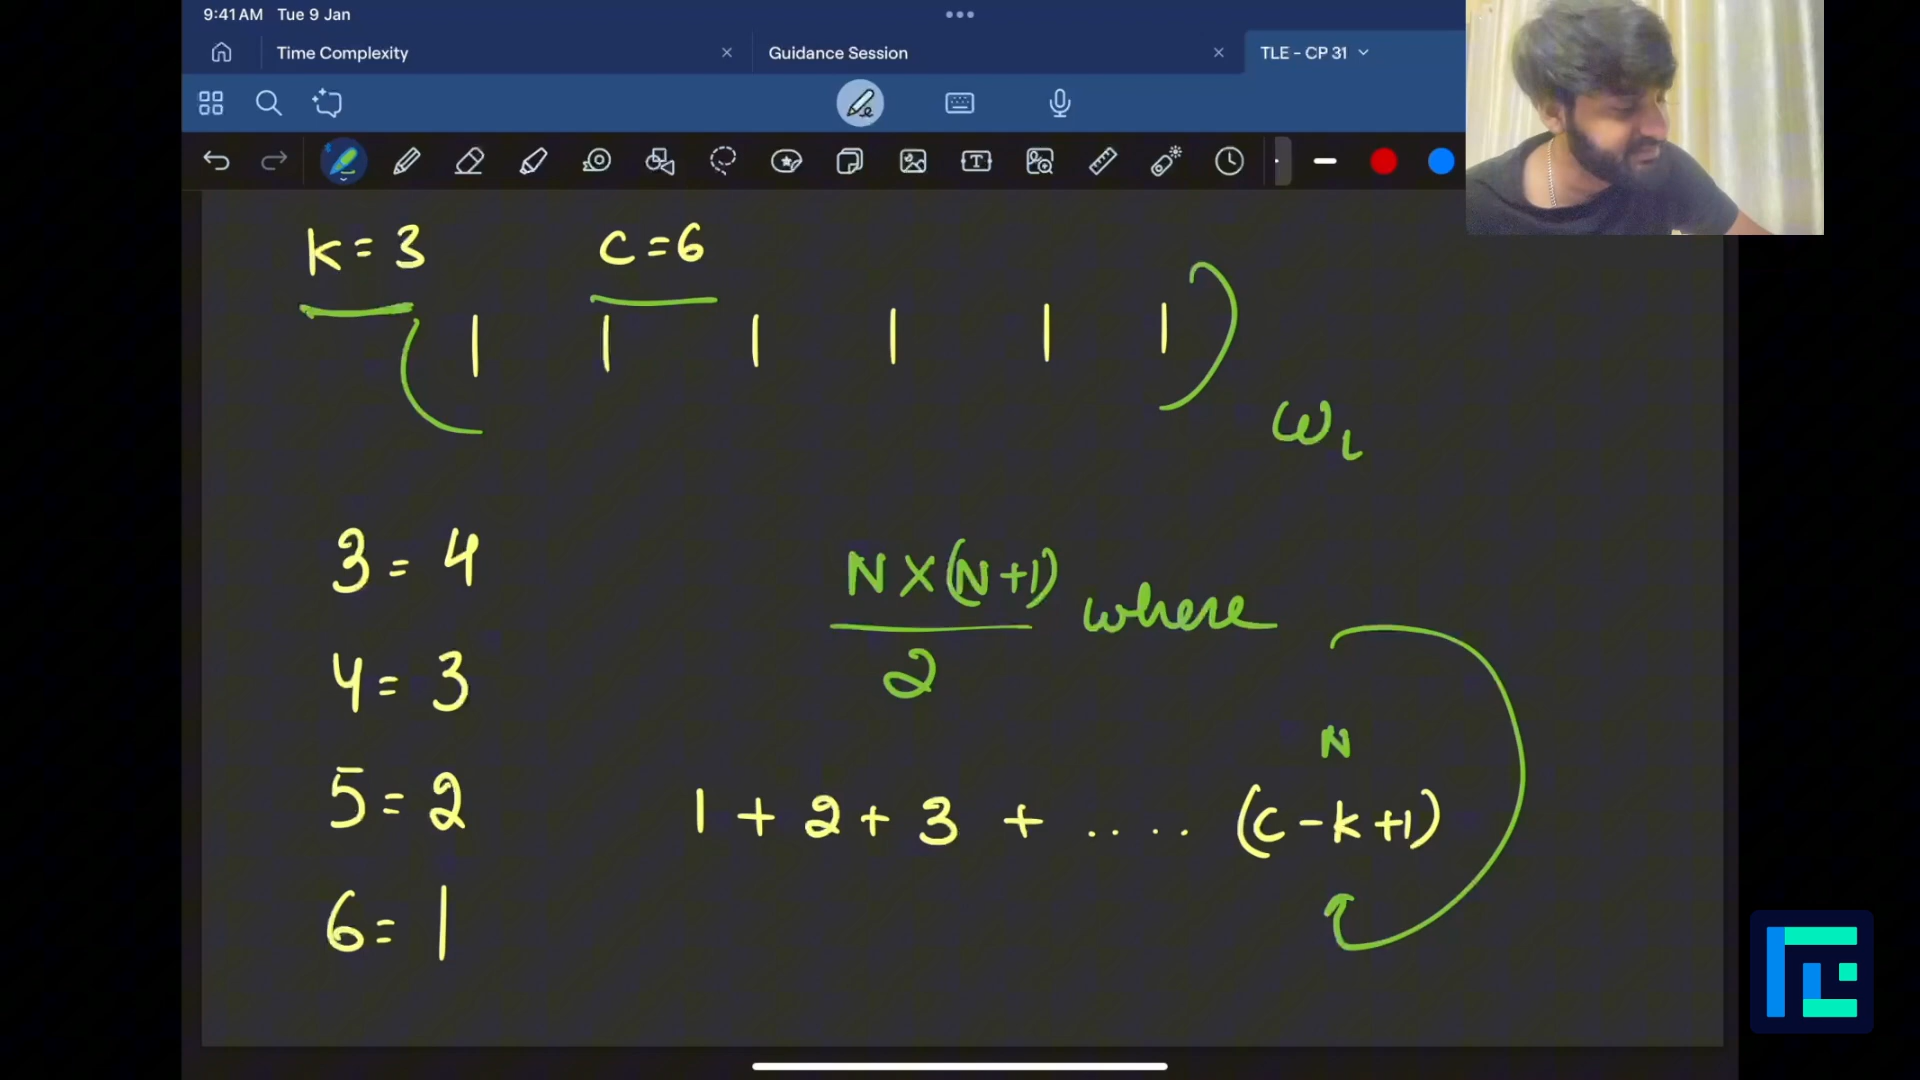 9:41 AM Tue 9 Jan
Time Complexity
Guidance Session
TLE - CP 31
K = 3 C = 6
1 1 1 1 1 1
3 = 4
N X (N+1) where
2
4 = 3
N
5 = 2
1 + 2 + 3 + .... (C - K + 1)
6 = 1